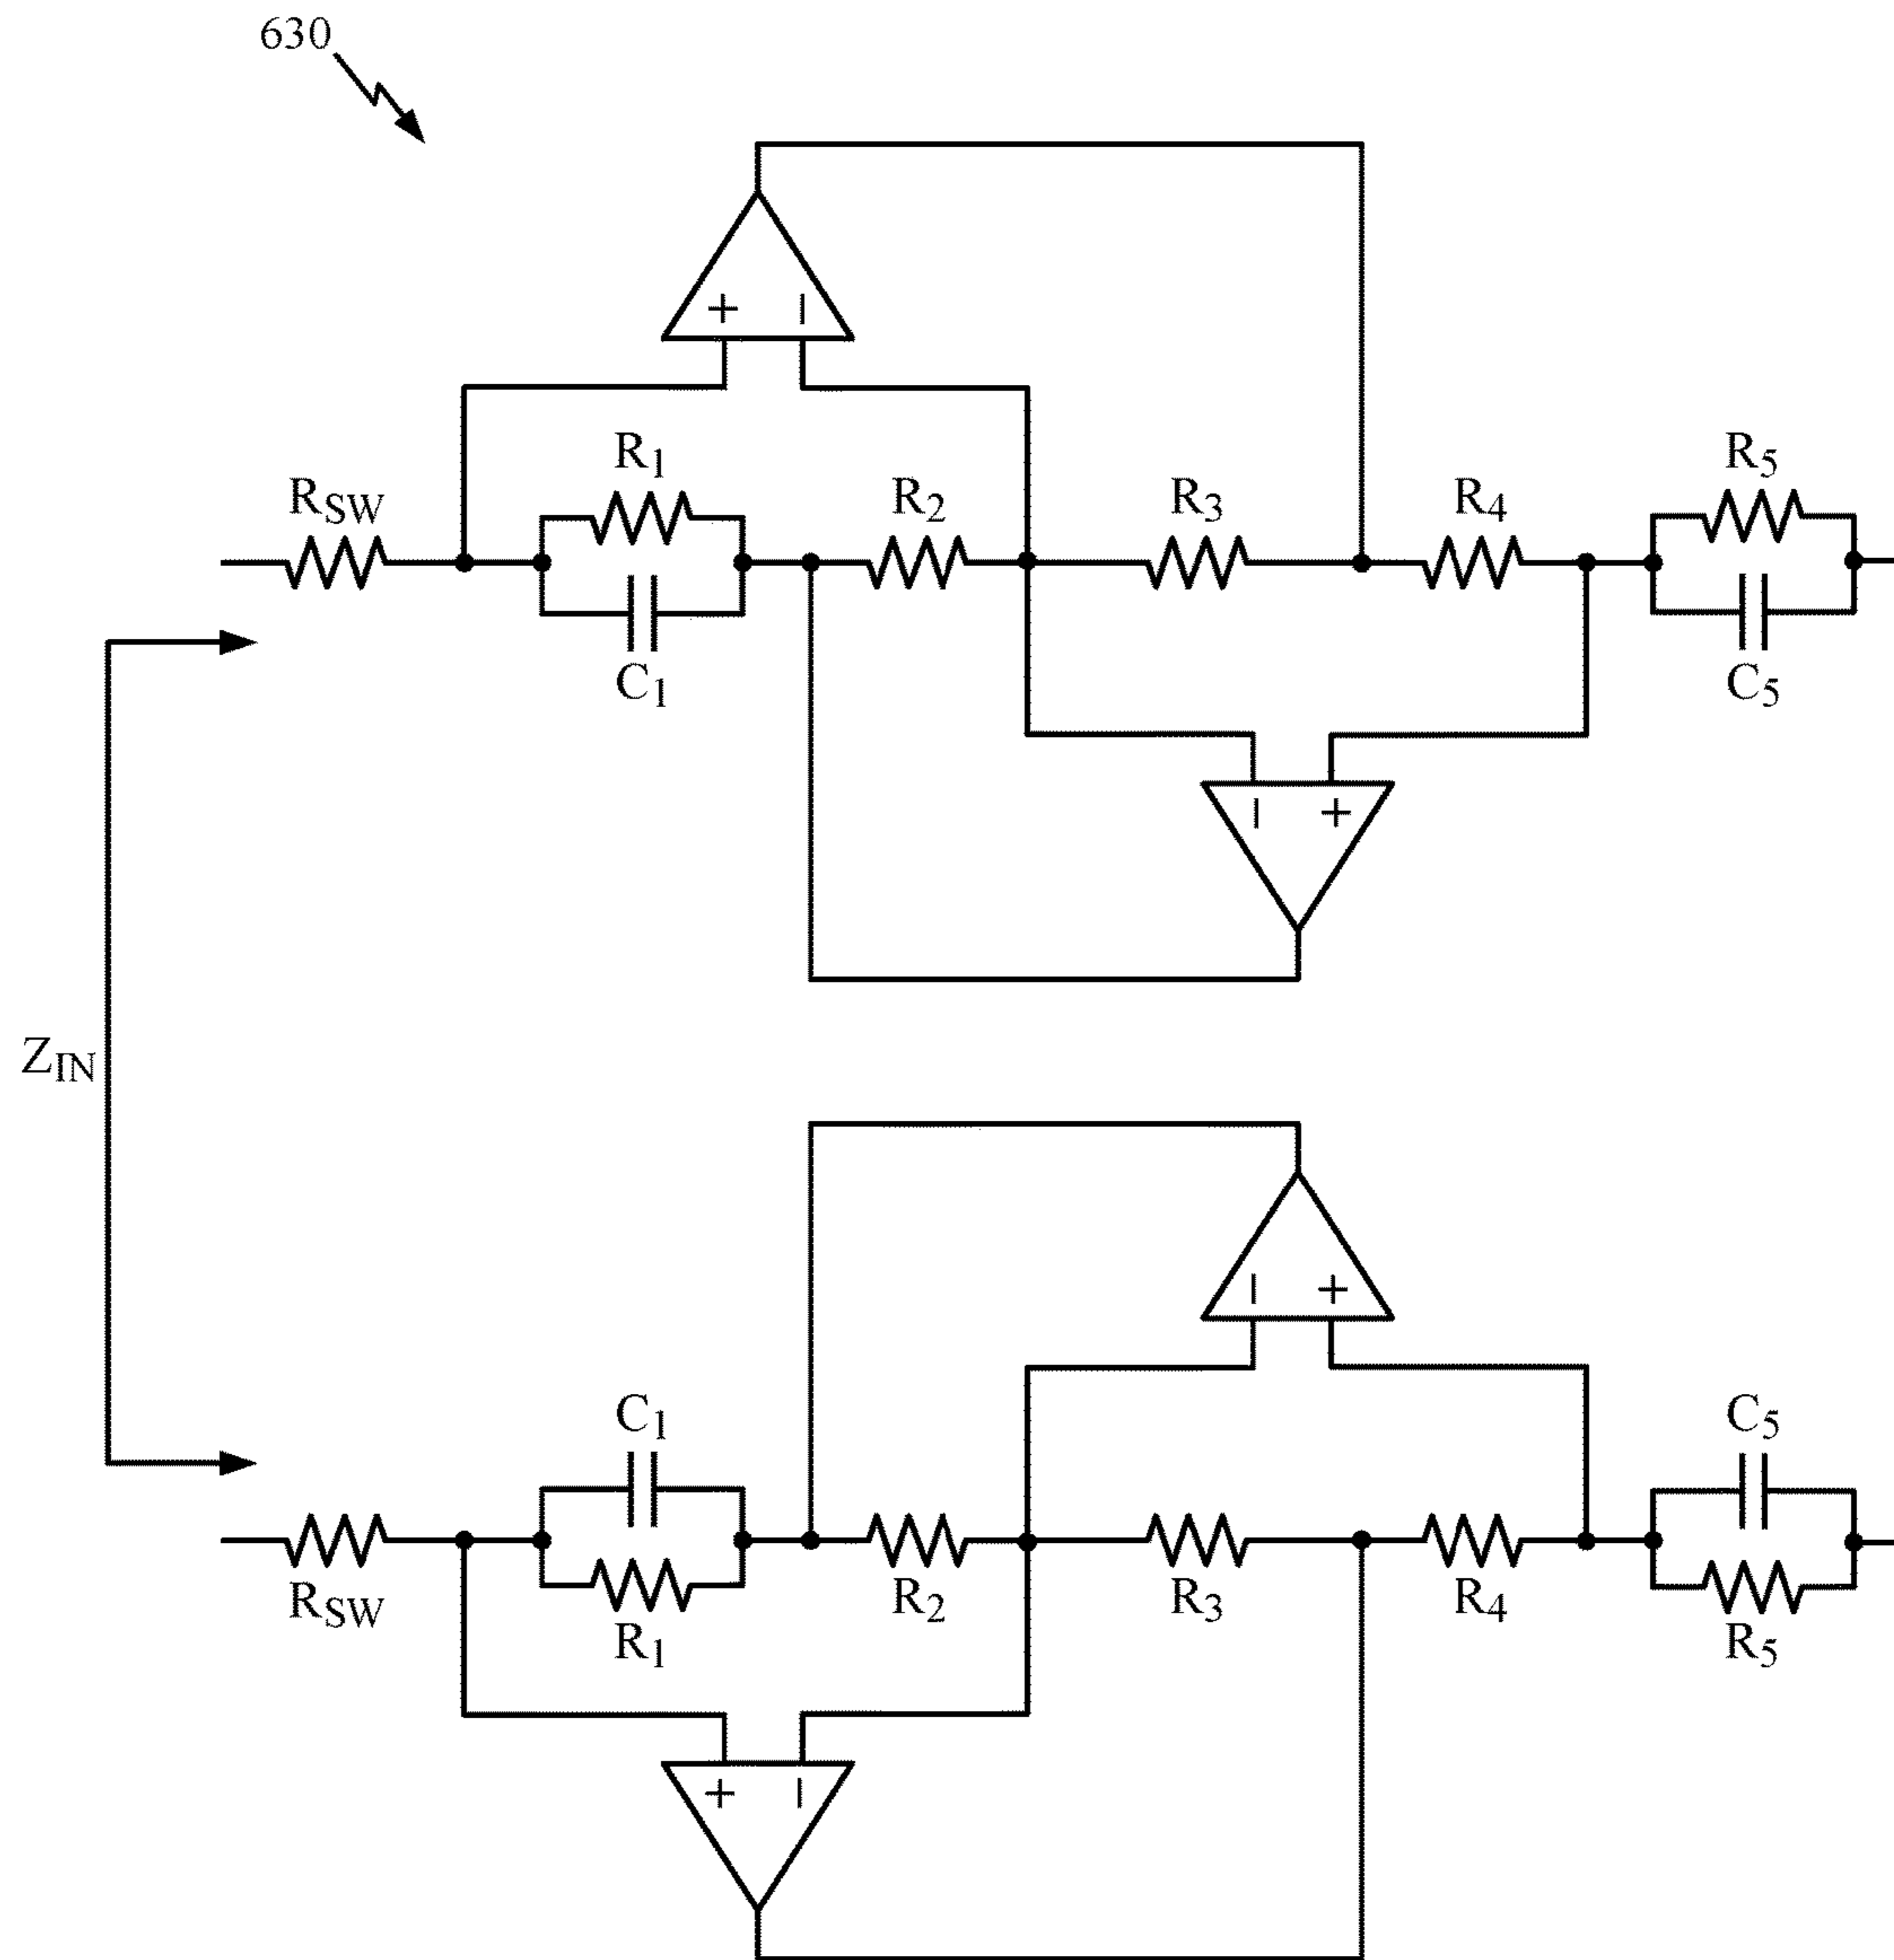 630
+ −
R1
RSW R2 R3 R4 R5
C1 C5
− +
ZIN
− +
C1 C5
RSW R1 R2 R3 R4 R5
+ −